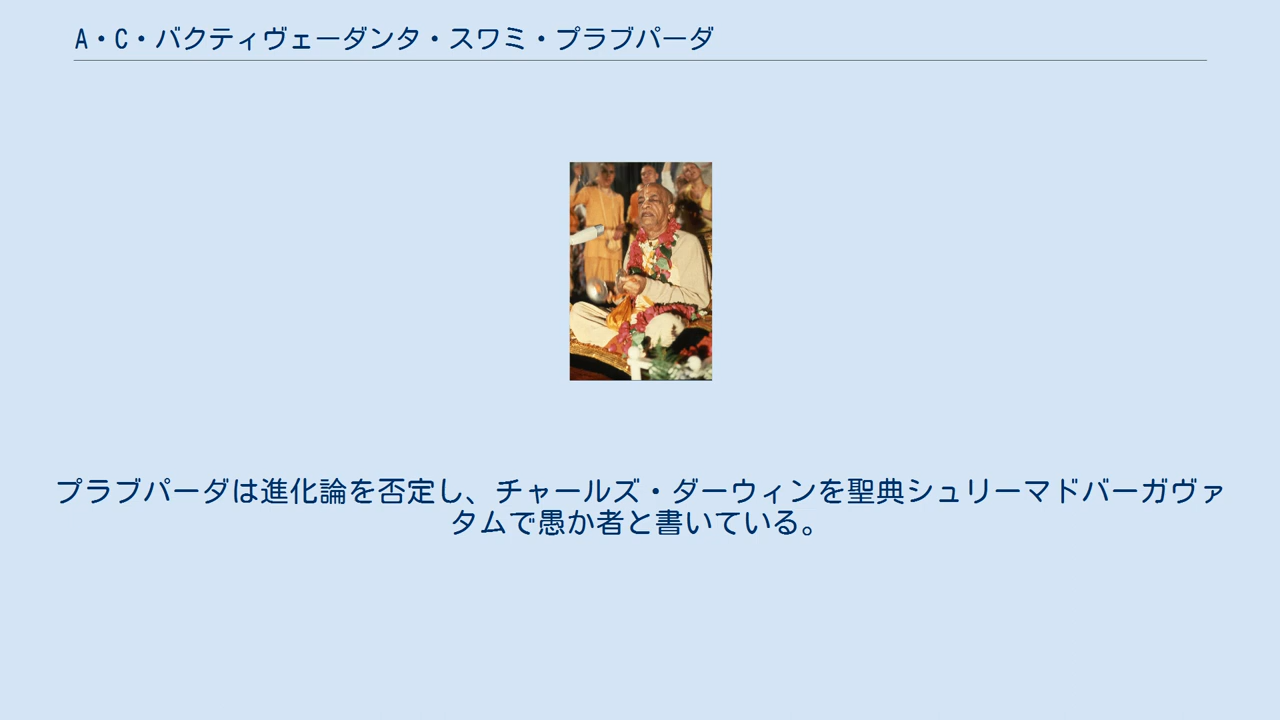 A・C・バクティヴェーダンタ・スワミ・プラブパーダ
プラブパーダは進化論を否定し、チャールズ・ダーウィンを聖典シュリーマドバーガヴァ
タムで愚か者と書いている。